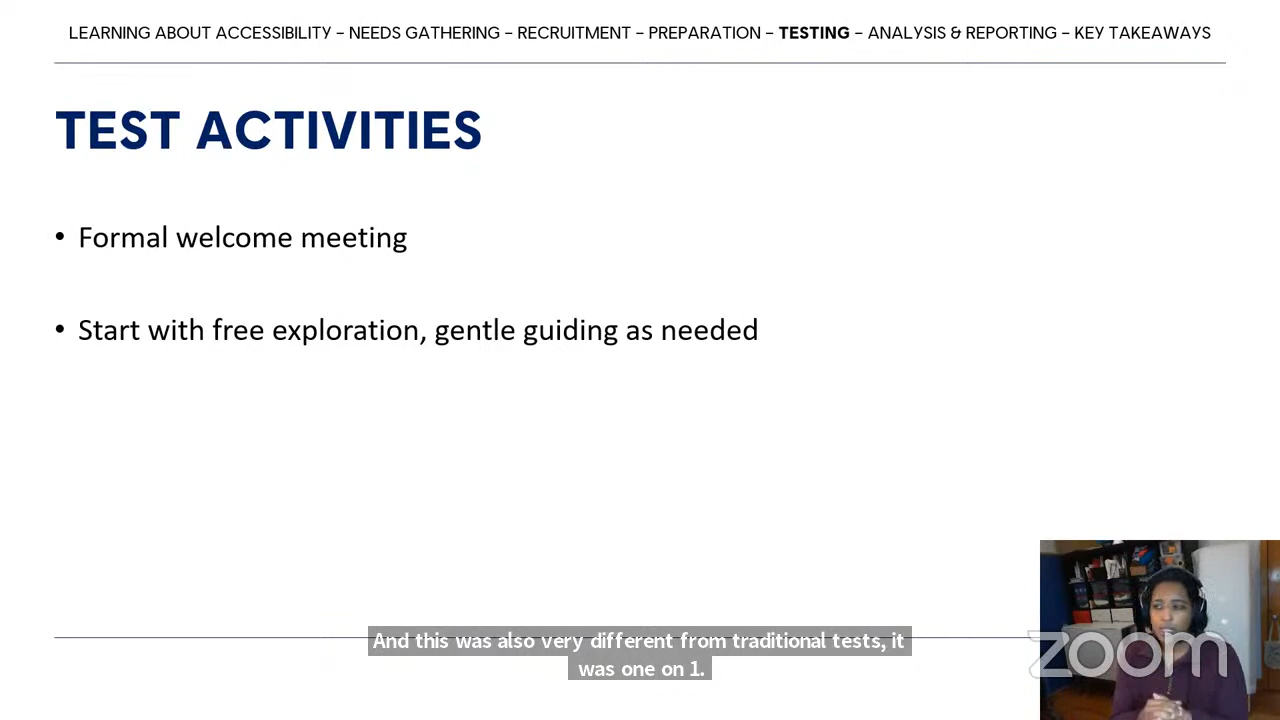 LEARNING ABOUT ACCESSIBILITY – NEEDS GATHERING – RECRUITMENT – PREPARATION – TESTING – ANALYSIS & REPORTING – KEY TAKEAWAYS
TEST ACTIVITIES
• Formal welcome meeting
• Start with free exploration, gentle guiding as needed
And this was also very different from traditional tests, it
was one on 1.
zoom